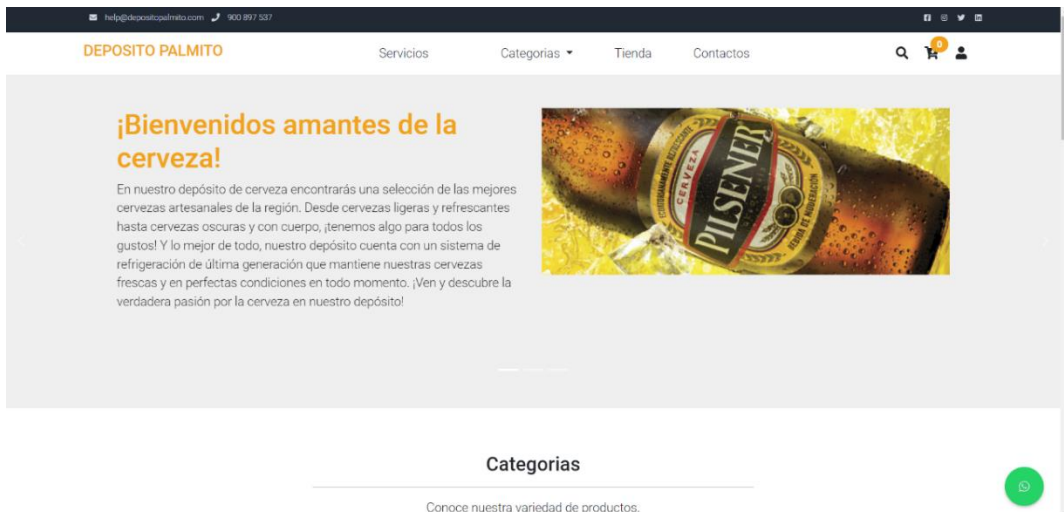 help@depositopalmito.com 900 897 537
DEPOSITO PALMITO
Servicios
Categorias
Tienda
Contactos
0
¡Bienvenidos amantes de la
cerveza!
En nuestro depósito de cerveza encontrarás una selección de las mejores
cervezas artesanales de la región. Desde cervezas ligeras y refrescantes
hasta cervezas oscuras y con cuerpo, ¡tenemos algo para todos los
gustos! Y lo mejor de todo, nuestro depósito cuenta con un sistema de
refrigeración de última generación que mantiene nuestras cervezas
frescas y en perfectas condiciones en todo momento. ¡Ven y descubre la
verdadera pasión por la cerveza en nuestro depósito!
CERVEZA
PILSENER
BEBIDA DE MODERACIÓN
Categorias
Conoce nuestra variedad de productos.